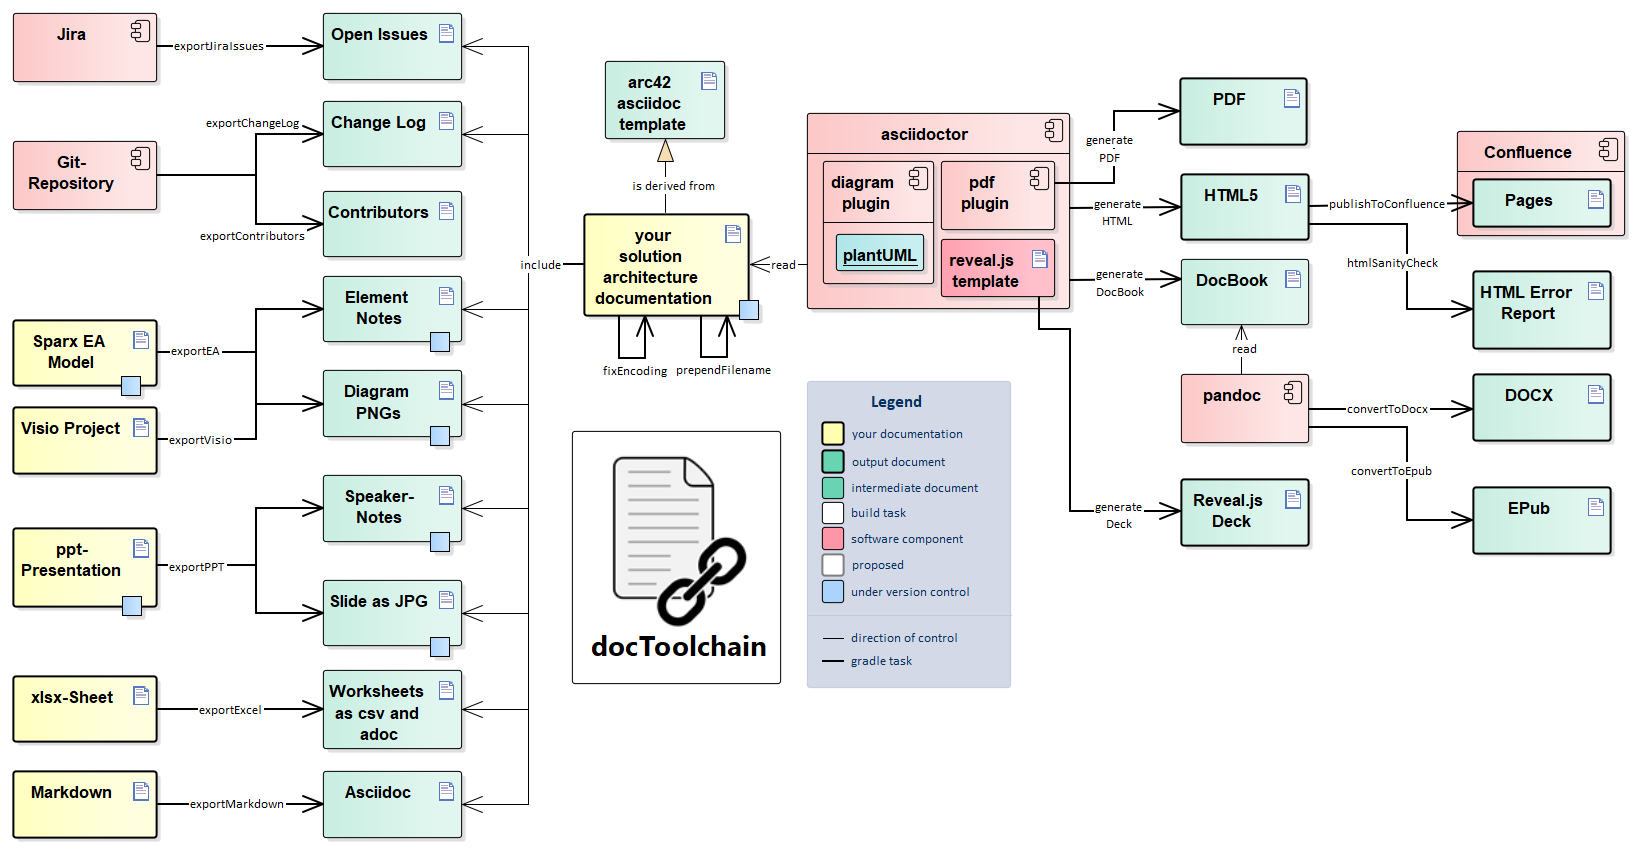 Jira
exportJiraIssues
Open Issues
Git-
Repository
exportChangeLog
Change Log
exportContributors
Contributors
Sparx EA
Model
exportEA
Element
Notes
Visio Project
exportVisio
Diagram
PNGs
ppt-
Presentation
exportPPT
Speaker-
Notes
Slide as JPG
xlsx-Sheet
exportExcel
Worksheets
as csv and
adoc
Markdown
exportMarkdown
Asciidoc
include
arc42
asciidoc
template
is derived from
your
solution
architecture
documentation
fixEncoding
prependFilename
read
docToolchain
asciidoctor
diagram
plugin
plantUML
pdf
plugin
reveal.js
template
generate
PDF
generate
HTML
generate
DocBook
generate
Deck
PDF
HTML5
DocBook
read
pandoc
Reveal.js
Deck
publishToConfluence
htmlSanityCheck
convertToDocx
convertToEpub
Confluence
Pages
HTML Error
Report
DOCX
EPub
Legend
your documentation
output document
intermediate document
build task
software component
proposed
under version control
direction of control
gradle task